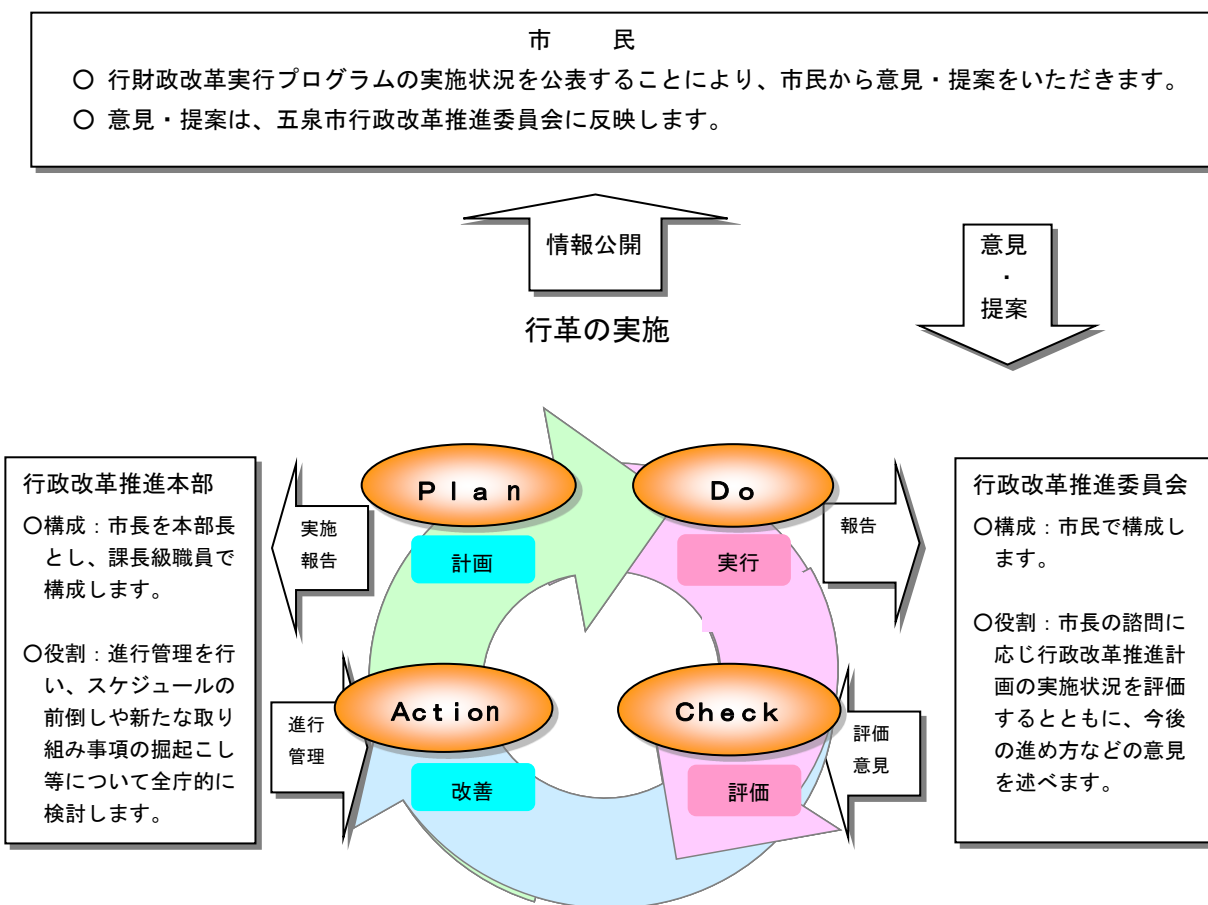 市　　民
○ 行財政改革実行プログラムの実施状況を公表することにより、市民から意見・提案をいただきます。
○ 意見・提案は、五泉市行政改革推進委員会に反映します。
情報公開
意見
・
提案
行革の実施
行政改革推進本部
○構成：市長を本部長
とし、課長級職員で
構成します。
○役割：進行管理を行
い、スケジュールの
前倒しや新たな取り
組み事項の掘起こし
等について全庁的に
検討します。
実施
報告
進行
管理
Plan
計画
Do
実行
Action
改善
Check
評価
報告
評価
意見
行政改革推進委員会
○構成：市民で構成し
ます。
○役割：市長の諮問に
応じ行政改革推進計
画の実施状況を評価
するとともに、今後
の進め方などの意見
を述べます。